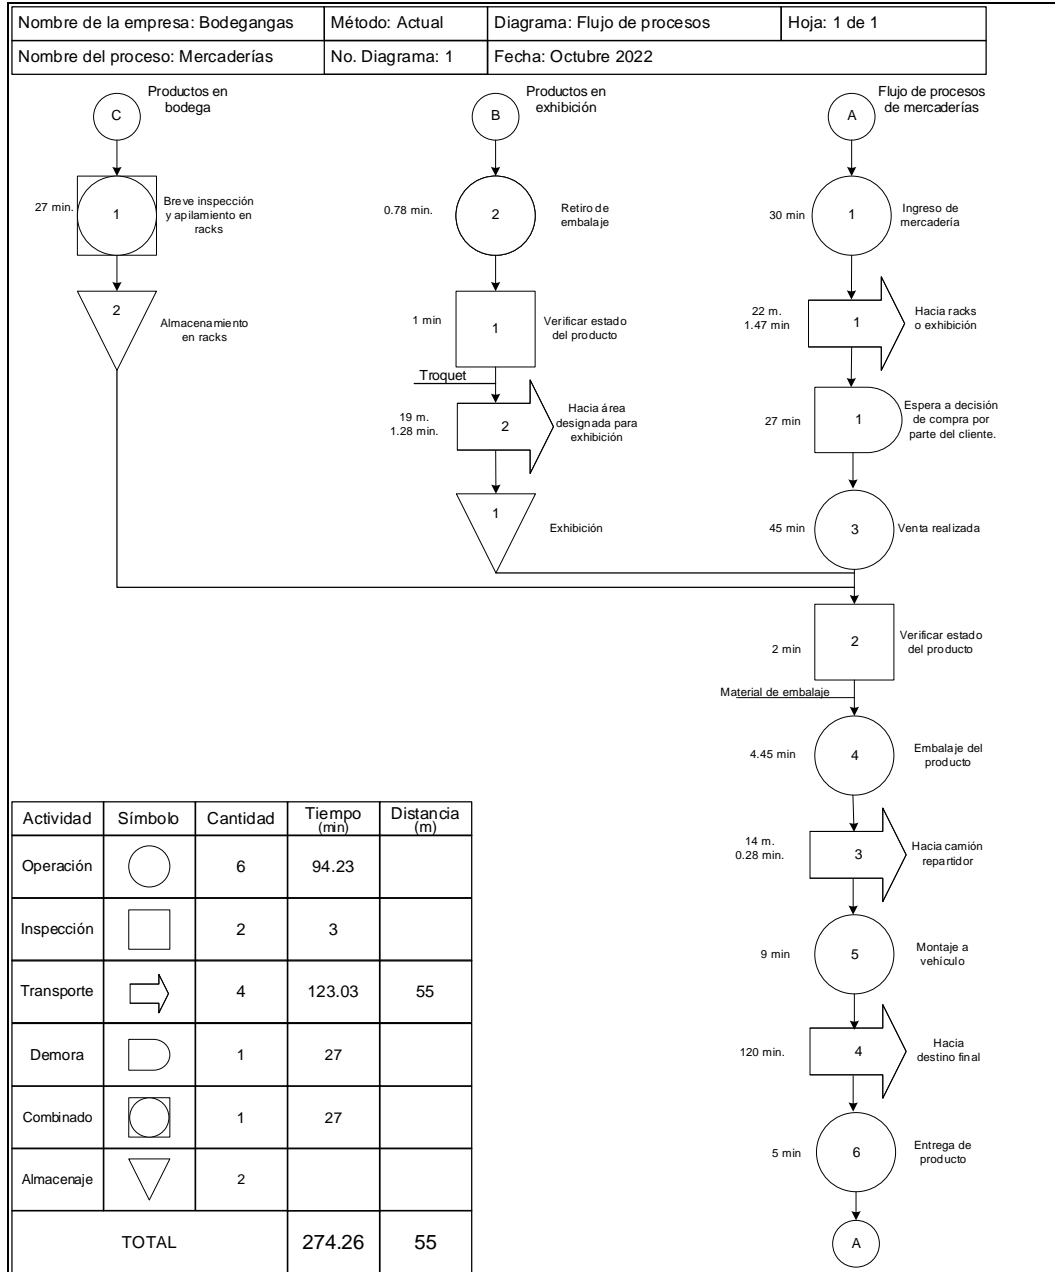 Nombre de la empresa: Bodegangas
Método: Actual
Diagrama: Flujo de procesos
Hoja: 1 de 1
Nombre del proceso: Mercaderías
No. Diagrama: 1
Fecha: Octubre 2022
C
Productos en
bodega
27 min.
1
Breve inspección
y apilamiento en
racks
2
Almacenamiento
en racks
B
Productos en
exhibición
0.78 min.
2
Retiro de
embalaje
1 min
1
Verificar estado
del producto
Troquet
19 m.
1.28 min.
2
Hacia área
designada para
exhibición
1
Exhibición
A
Flujo de procesos
de mercaderías
30 min
1
Ingreso de
mercadería
22 m.
1.47 min
1
Hacia racks
o exhibición
27 min
1
Espera a decisión
de compra por
parte del cliente.
45 min
3
Venta realizada
2 min
2
Verificar estado
del producto
Material de embalaje
4.45 min
4
Embalaje del
producto
14 m.
0.28 min.
3
Hacia camión
repartidor
9 min
5
Montaje a
vehículo
120 min.
4
Hacia
destino final
5 min
6
Entrega de
producto
A
Actividad
Símbolo
Cantidad
Tiempo
(min)
Distancia
(m)
Operación
6
94.23
Inspección
2
3
Transporte
4
123.03
55
Demora
1
27
Combinado
1
27
Almacenaje
2
TOTAL
274.26
55